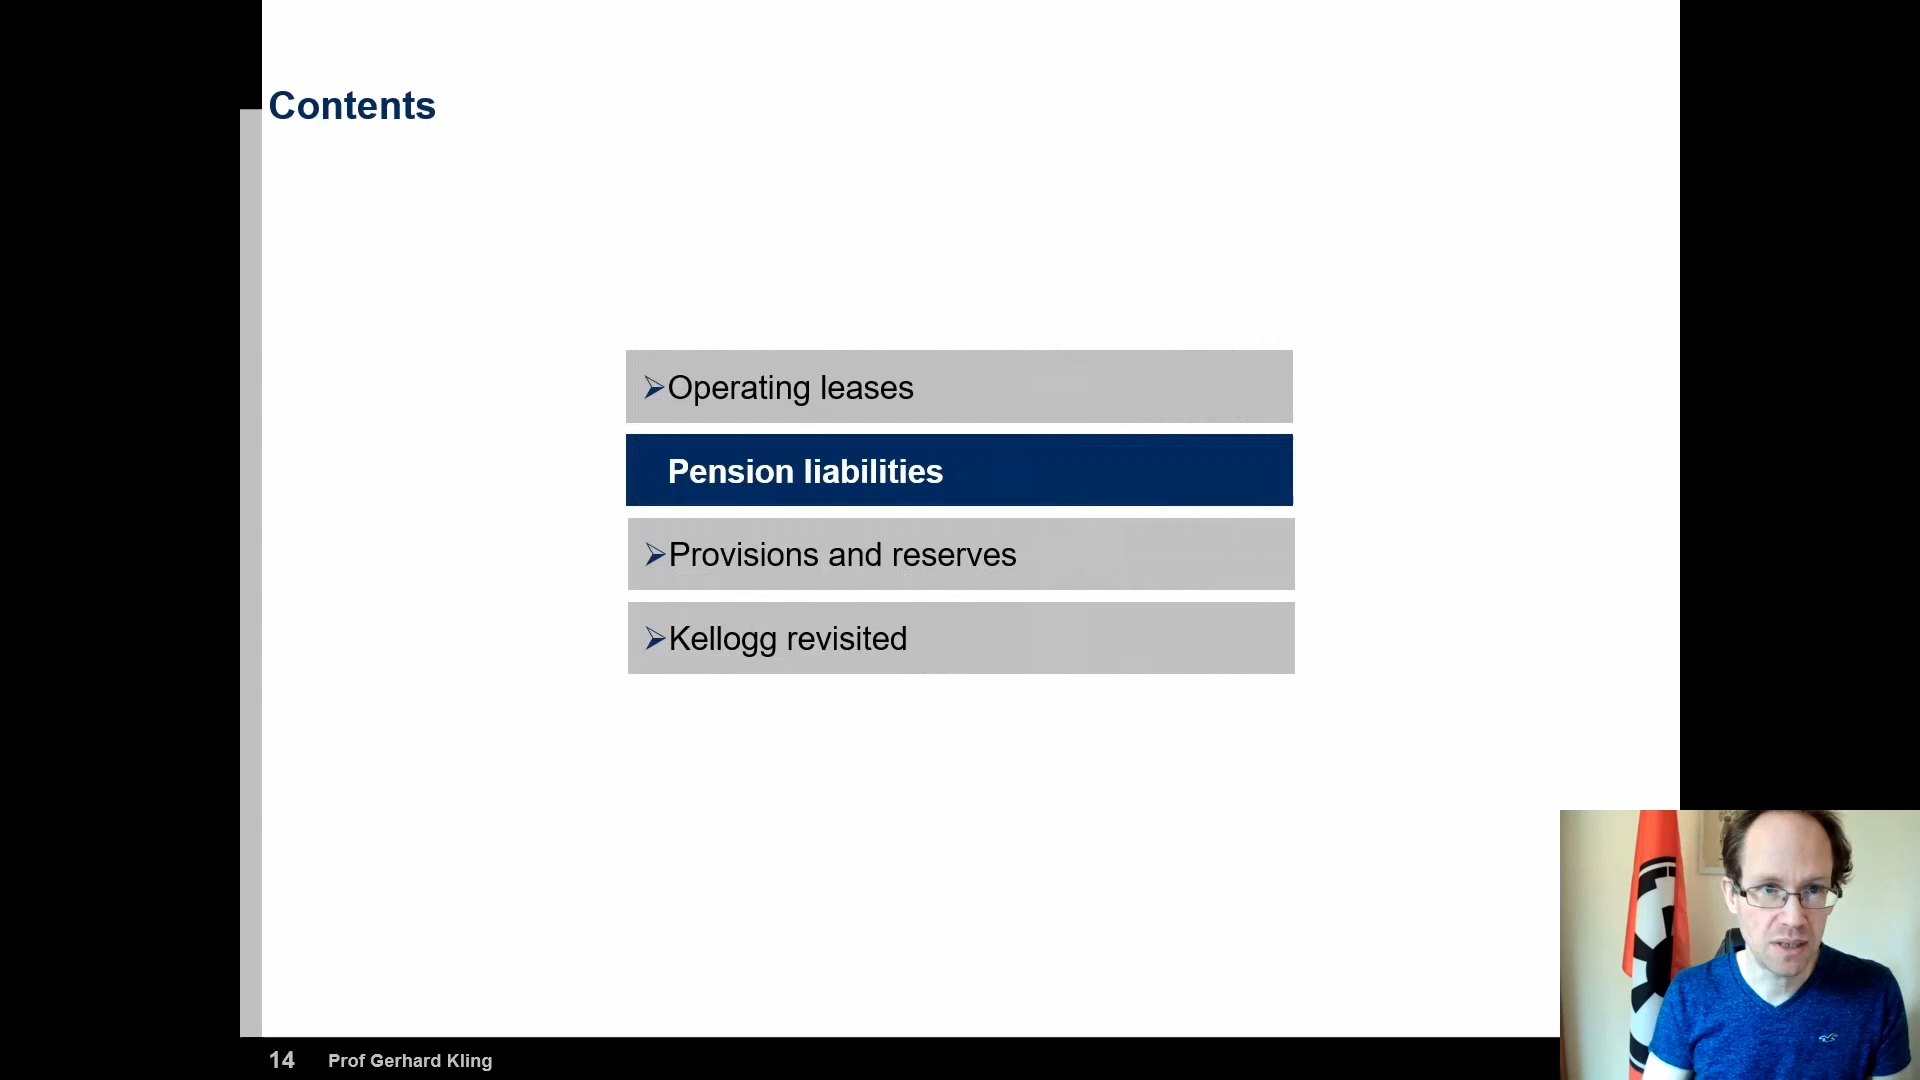 Contents
Operating leases
Pension liabilities
Provisions and reserves
Kellogg revisited
14 Prof Gerhard Kling